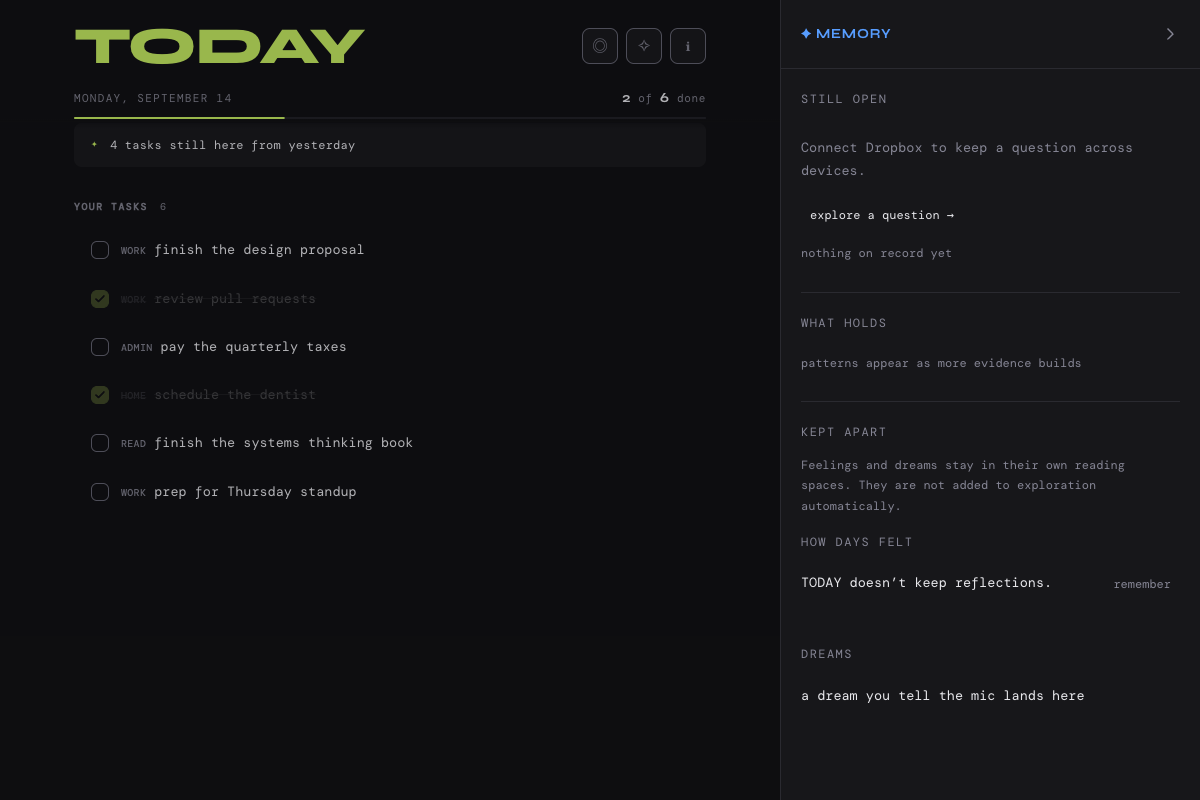 TODAY
MONDAY, SEPTEMBER 14
2 of 6 done
4 tasks still here from yesterday
YOUR TASKS 6
WORK finish the design proposal
WORK review pull requests
ADMIN pay the quarterly taxes
HOME schedule the dentist
READ finish the systems thinking book
WORK prep for Thursday standup
MEMORY
STILL OPEN
Connect Dropbox to keep a question across
devices.
explore a question →
nothing on record yet
WHAT HOLDS
patterns appear as more evidence builds
KEPT APART
Feelings and dreams stay in their own reading
spaces. They are not added to exploration
automatically.
HOW DAYS FELT
TODAY doesn’t keep reflections.
remember
DREAMS
a dream you tell the mic lands here